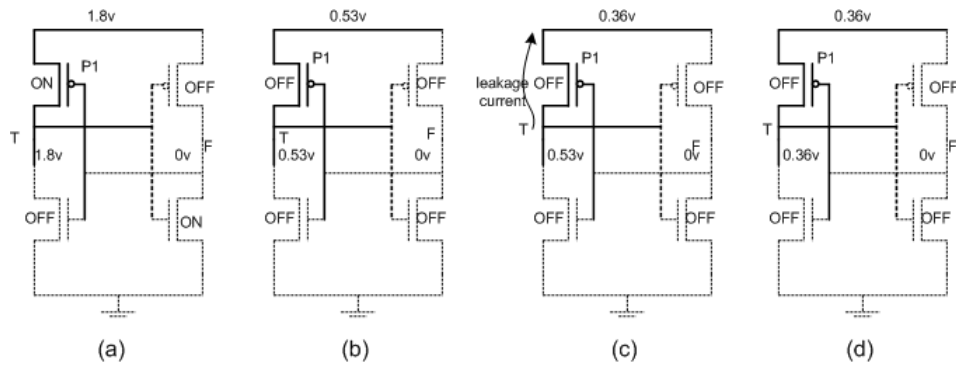 1.8v
P1
ON
OFF
T
F
1.8v
0v
OFF
ON
(a)
0.53v
P1
OFF
OFF
T
F
0.53v
0v
OFF
OFF
(b)
0.36v
P1
leakage
current
OFF
OFF
T
F
0.53v
0v
OFF
OFF
(c)
0.36v
P1
OFF
OFF
T
F
0.36v
0v
OFF
OFF
(d)